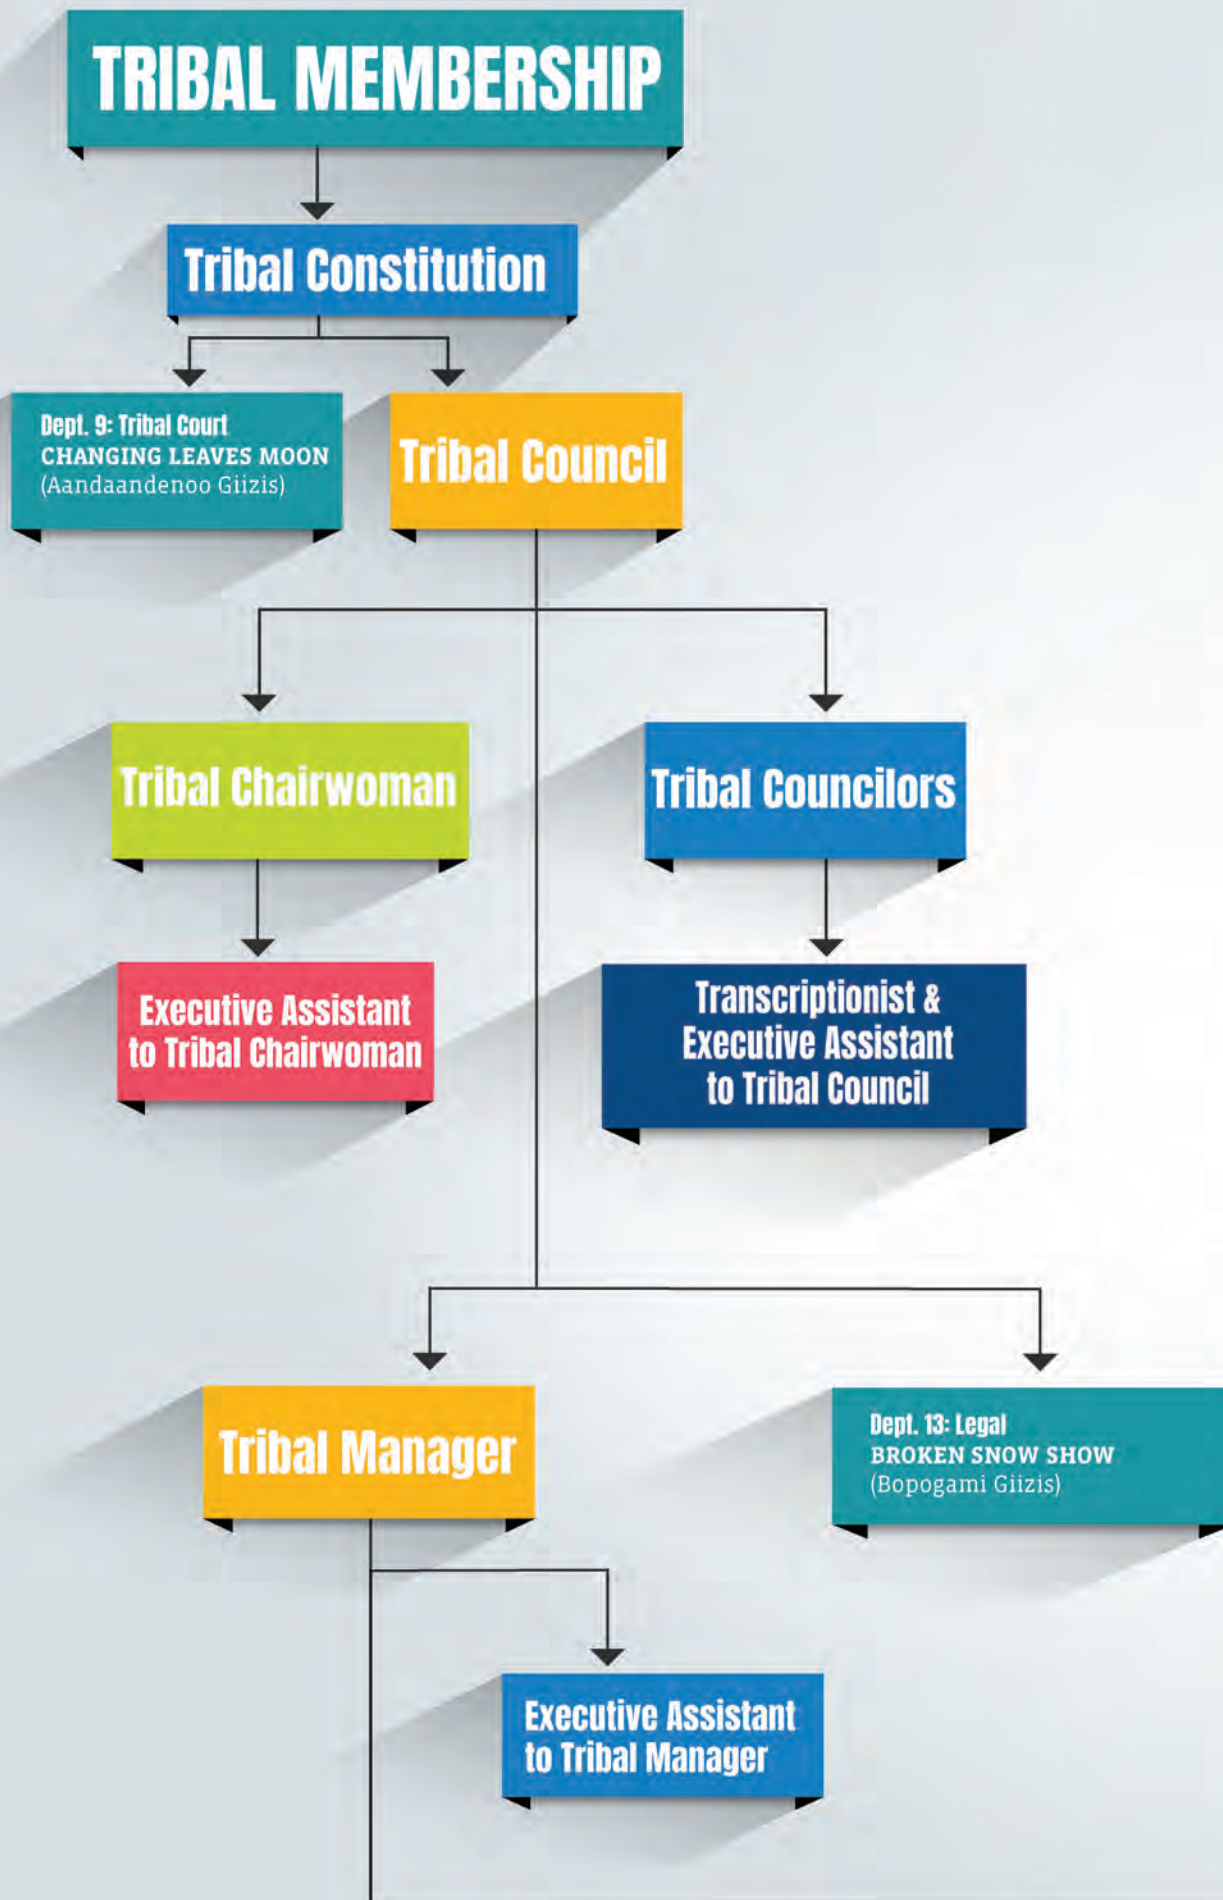 TRIBAL MEMBERSHIP
Tribal Constitution
Dept. 9: Tribal Court
CHANGING LEAVES MOON
(Aandaandenoo Giizis)
Tribal Council
Tribal Chairwoman
Tribal Councilors
Executive Assistant
to Tribal Chairwoman
Transcriptionist &
Executive Assistant
to Tribal Council
Tribal Manager
Dept. 13: Legal
BROKEN SNOW SHOW
(Bopogami Giizis)
Executive Assistant
to Tribal Manager